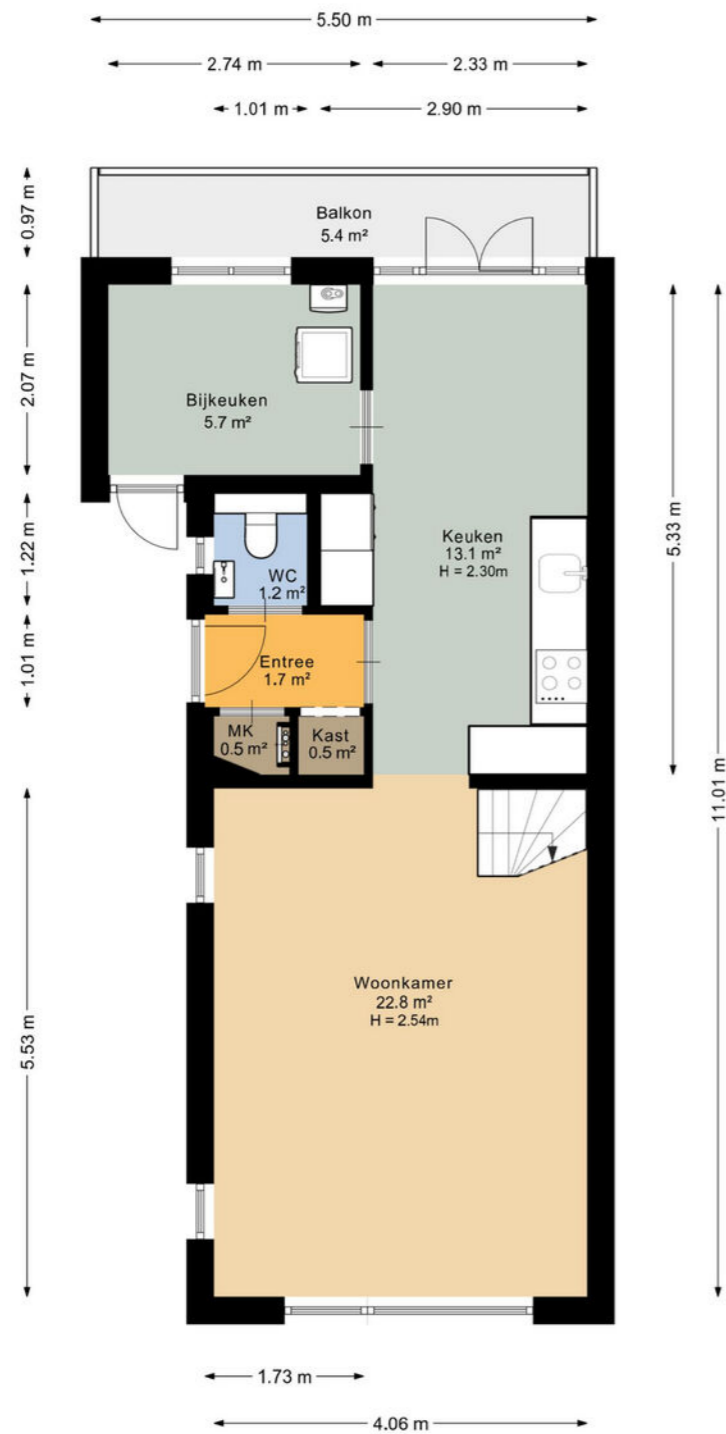 5.50 m
2.74 m
2.33 m
1.01 m
2.90 m
0.97 m
Balkon
5.4 m²
2.07 m
Bijkeuken
5.7 m²
5.33 m
1.22 m
Keuken
13.1 m²
H = 2.30m
WC
1.2 m²
1.01 m
Entree
1.7 m²
MK
0.5 m²
Kast
0.5 m²
11.01 m
Woonkamer
22.8 m²
H = 2.54m
5.53 m
1.73 m
4.06 m